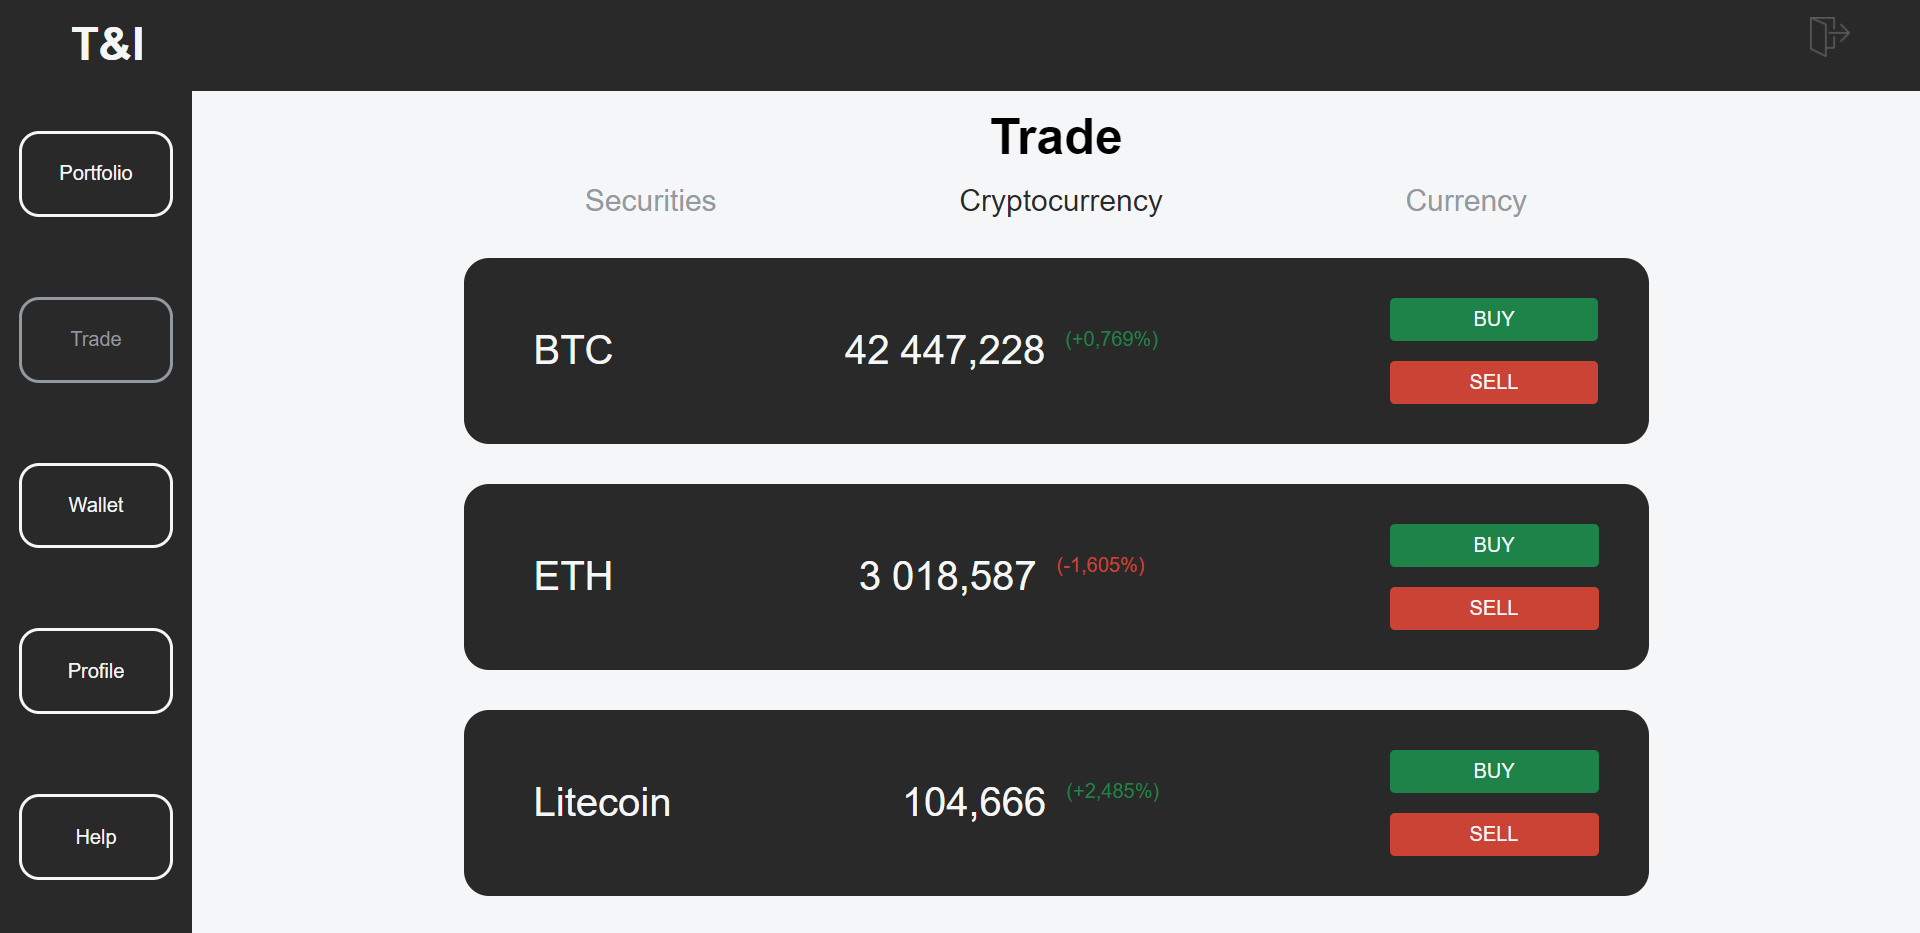 T&I
Portfolio
Trade
Wallet
Profile
Help
Trade
Securities Cryptocurrency Currency
BTC 42 447,228 (+0,769%)
BUY
SELL
ETH 3 018,587 (-1,605%)
BUY
SELL
Litecoin 104,666 (+2,485%)
BUY
SELL